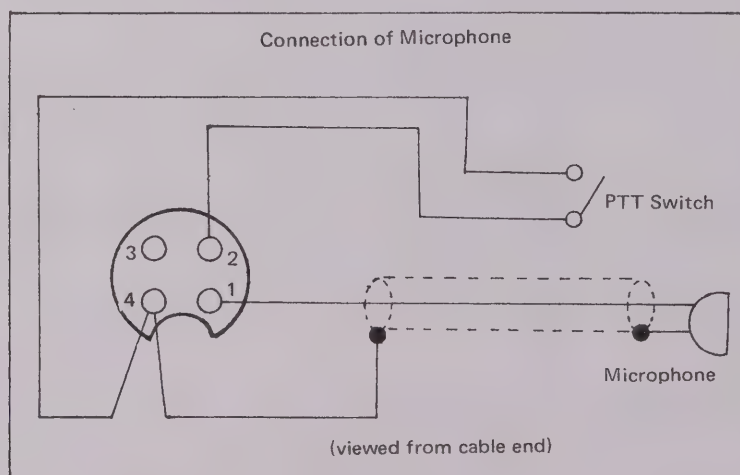 Connection of Microphone
PTT Switch
3
2
4
1
Microphone
(viewed from cable end)